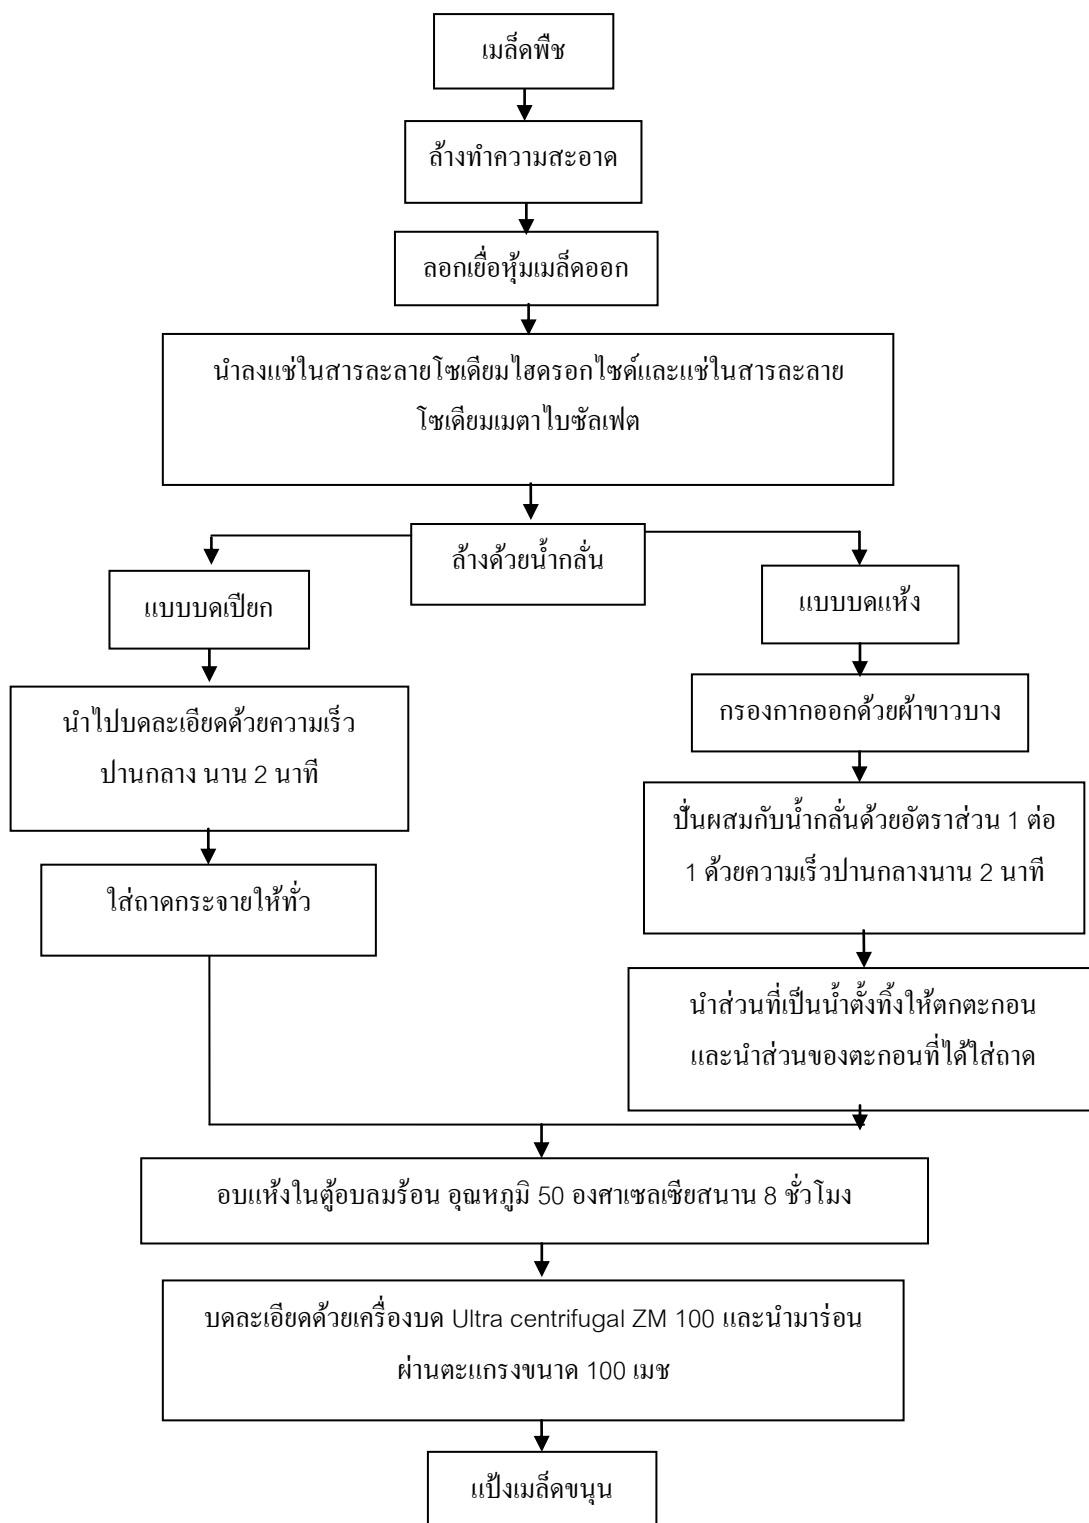 เมล็ดพืช
ล้างทำความสะอาด
ลอกเยื่อหุ้มเมล็ดออก
นำลงแช่ในสารละลายโซเดียมไฮดรอกไซด์และแช่ในสารละลาย
โซเดียมเมตาไบซัลเฟต
ล้างด้วยน้ำกลั่น
แบบบดเปียก
นำไปบดละเอียดด้วยความเร็ว
ปานกลาง นาน 2 นาที
ใส่ถาดกระจายให้ทั่ว
แบบบดแห้ง
กรองกากออกด้วยผ้าขาวบาง
ปั่นผสมกับน้ำกลั่นด้วยอัตราส่วน 1 ต่อ
1 ด้วยความเร็วปานกลางนาน 2 นาที
นำส่วนที่เป็นน้ำตั้งทิ้งให้ตกตะกอน
และนำส่วนของตะกอนที่ได้ใส่ถาด
อบแห้งในตู้อบลมร้อน อุณหภูมิ 50 องศาเซลเซียสนาน 8 ชั่วโมง
บดละเอียดด้วยเครื่องบด Ultra centrifugal ZM 100 และนำมาร่อน
ผ่านตะแกรงขนาด 100 เมช
แป้งเมล็ดขนุน